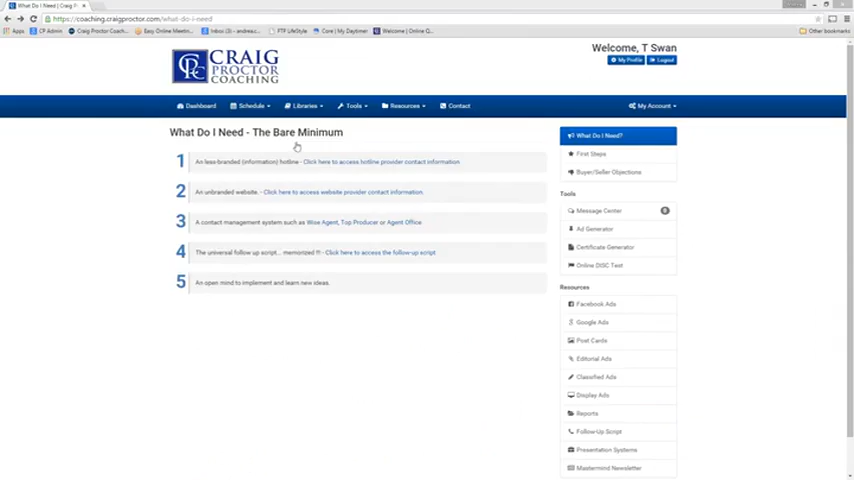 What Do I Need | Craig P
https://coaching.craigproctor.com/what-do-i-need
Apps CP Admin Craig Proctor Coach... Easy Online Meetin... Inbox (3) - andrea.c... FTP LifeStyle Core | My Daytimer Welcome | Online Q... Other bookmarks
CRAIG PROCTOR COACHING
Welcome, T Swan
My Profile Logout
Dashboard Schedule Libraries Tools Resources Contact My Account
What Do I Need - The Bare Minimum
1 An less-branded (information) hotline - Click here to access hotline provider contact information
2 An unbranded website. - Click here to access website provider contact information.
3 A contact management system such as Wise Agent, Top Producer or Agent Office
4 The universal follow up script... memorized !!! - Click here to access the follow-up script
5 An open mind to implement and learn new ideas.
What Do I Need?
First Steps
Buyer/Seller Objections
Tools
Message Center 0
Ad Generator
Certificate Generator
Online DISC Test
Resources
Facebook Ads
Google Ads
Post Cards
Editorial Ads
Classified Ads
Display Ads
Reports
Follow-Up Script
Presentation Systems
Mastermind Newsletter